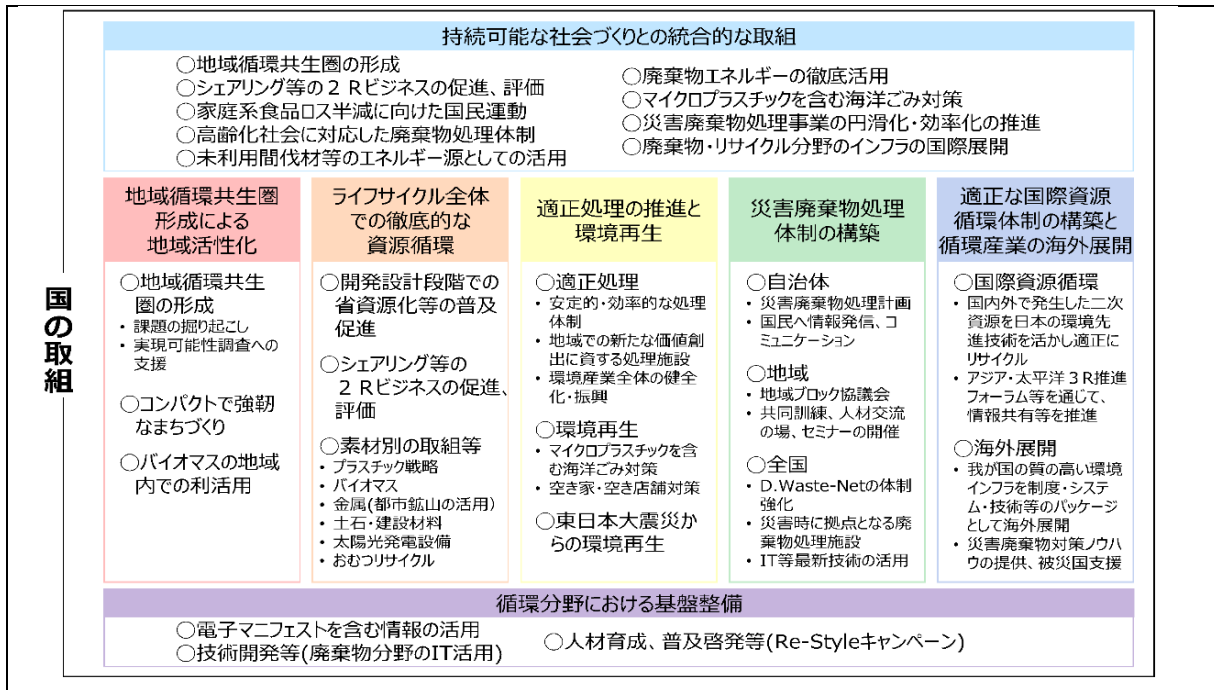 国の取組
持続可能な社会づくりとの統合的な取組
○地域循環共生圏の形成
○シェアリング等の２Ｒビジネスの促進、評価
○家庭系食品ロス半減に向けた国民運動
○高齢化社会に対応した廃棄物処理体制
○未利用間伐材等のエネルギー源としての活用
○廃棄物エネルギーの徹底活用
○マイクロプラスチックを含む海洋ごみ対策
○災害廃棄物処理事業の円滑化・効率化の推進
○廃棄物・リサイクル分野のインフラの国際展開
地域循環共生圏
形成による
地域活性化
○地域循環共生
圏の形成
• 課題の掘り起こし
• 実現可能性調査への
支援
○コンパクトで強靭
なまちづくり
○バイオマスの地域
内での利活用
ライフサイクル全体
での徹底的な
資源循環
○開発設計段階での
省資源化等の普及
促進
○シェアリング等の
２Ｒビジネスの促進、
評価
○素材別の取組等
• プラスチック戦略
• バイオマス
• 金属(都市鉱山の活用)
• 土石・建設材料
• 太陽光発電設備
• おむつリサイクル
適正処理の推進と
環境再生
○適正処理
• 安定的・効率的な処理
体制
• 地域での新たな価値創
出に資する処理施設
• 環境産業全体の健全
化・振興
○環境再生
• マイクロプラスチックを含
む海洋ごみ対策
• 空き家・空き店舗対策
○東日本大震災か
らの環境再生
災害廃棄物処理
体制の構築
○自治体
• 災害廃棄物処理計画
• 国民へ情報発信、コ
ミュニケーション
○地域
• 地域ブロック協議会
• 共同訓練、人材交流
の場、セミナーの開催
○全国
• D.Waste-Netの体制
強化
• 災害時に拠点となる廃
棄物処理施設
• IT等最新技術の活用
適正な国際資源
循環体制の構築と
循環産業の海外展開
○国際資源循環
• 国内外で発生した二次
資源を日本の環境先
進技術を活かし適正に
リサイクル
• アジア・太平洋３Ｒ推進
フォーラム等を通じて、
情報共有等を推進
○海外展開
• 我が国の質の高い環境
インフラを制度・システ
ム・技術等のパッケージ
として海外展開
• 災害廃棄物対策ノウハ
ウの提供、被災国支援
循環分野における基盤整備
○電子マニフェストを含む情報の活用
○技術開発等(廃棄物分野のIT活用)
○人材育成、普及啓発等(Re-Styleキャンペーン)